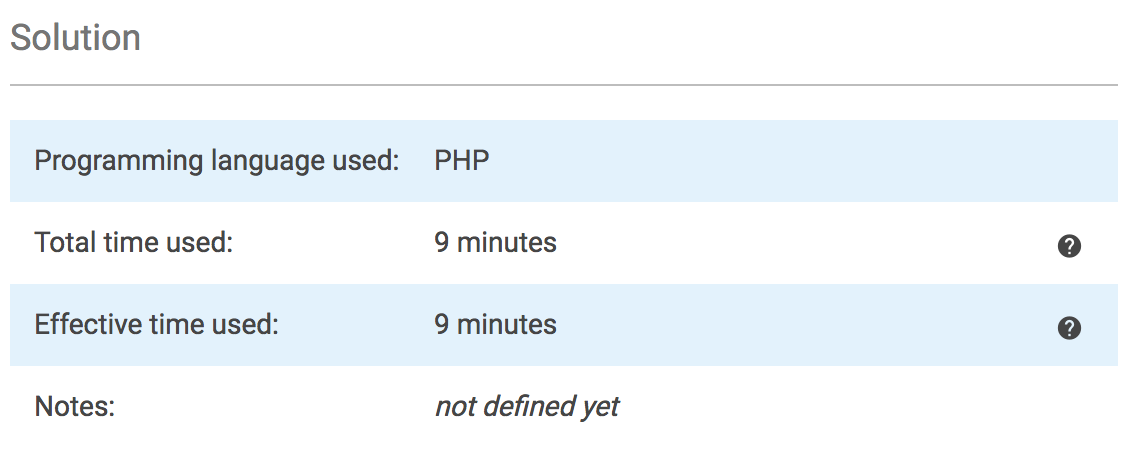 Solution
Programming language used: PHP
Total time used: 9 minutes ?
Effective time used: 9 minutes ?
Notes: not defined yet